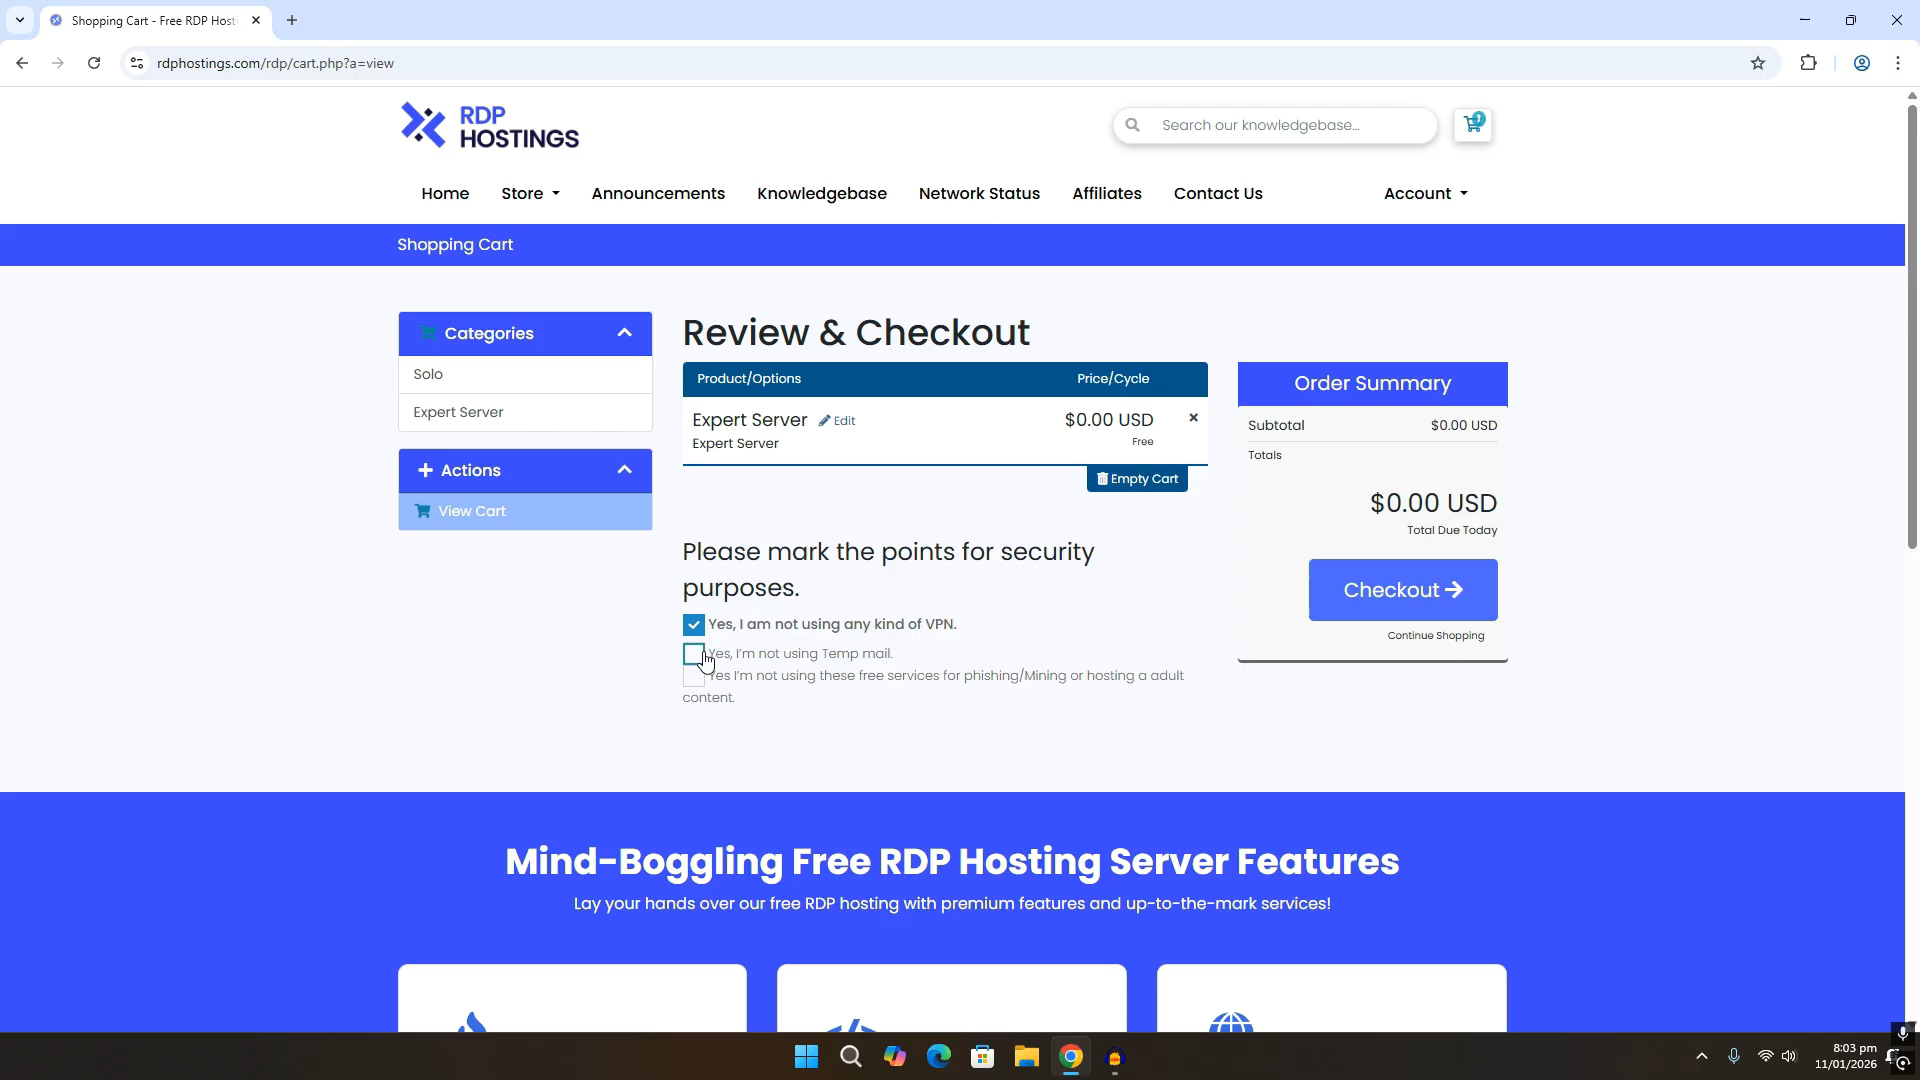 Shopping Cart - Free RDP Host
rdphostings.com/rdp/cart.php?a=view
RDP
HOSTINGS
Search our knowledgebase...
1
Home
Store
Announcements
Knowledgebase
Network Status
Affiliates
Contact Us
Account
Shopping Cart
Categories
Solo
Expert Server
Actions
View Cart
Review & Checkout
Product/Options
Price/Cycle
Expert Server
Edit
$0.00 USD
Expert Server
Free
Empty Cart
Please mark the points for security
purposes.
Yes, I am not using any kind of VPN.
Yes, I'm not using Temp mail.
Yes I'm not using these free services for phishing/Mining or hosting a adult
content.
Order Summary
Subtotal
$0.00 USD
Totals
$0.00 USD
Total Due Today
Checkout
Continue Shopping
Mind-Boggling Free RDP Hosting Server Features
Lay your hands over our free RDP hosting with premium features and up-to-the-mark services!
8:03 pm
11/01/2026